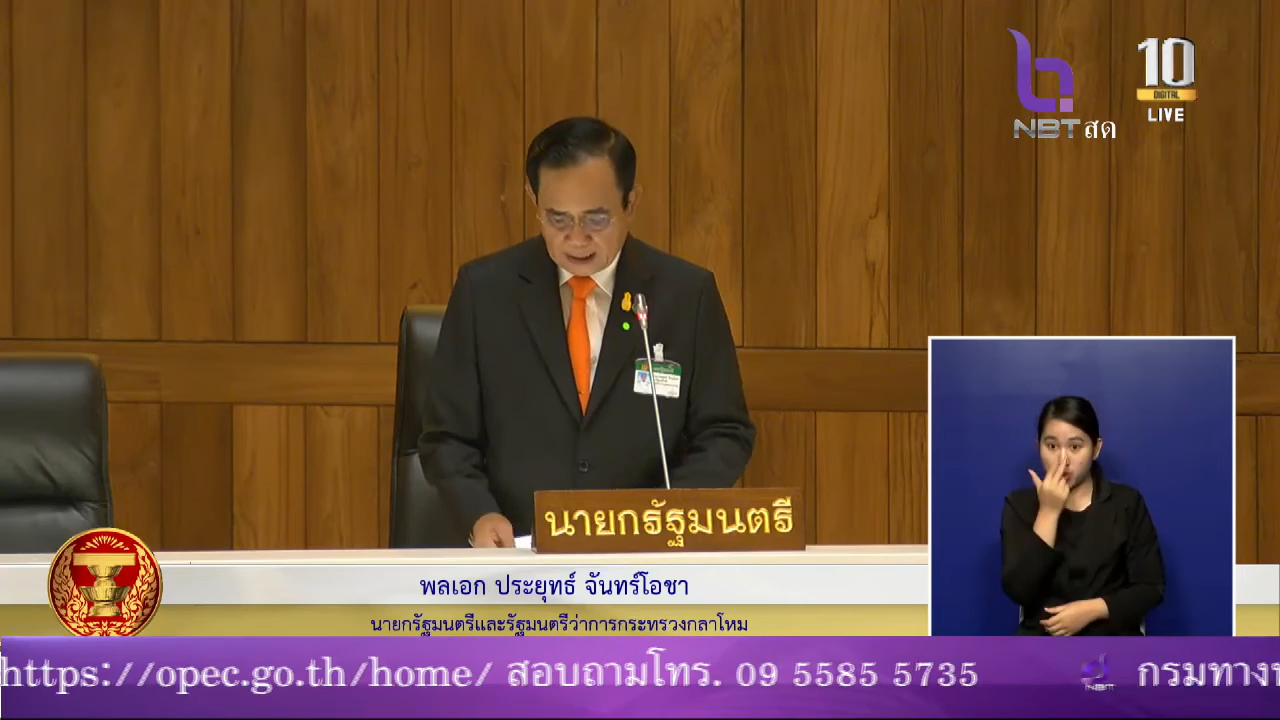 10
DIGITAL
LIVE
NBT สด
นายกรัฐมนตรี
พลเอก ประยุทธ์ จันทร์โอชา
นายกรัฐมนตรีและรัฐมนตรีว่าการกระทรวงกลาโหม
https://opec.go.th/home/ สอบถามโทร. 09 5585 5735 NBT กรมทาง